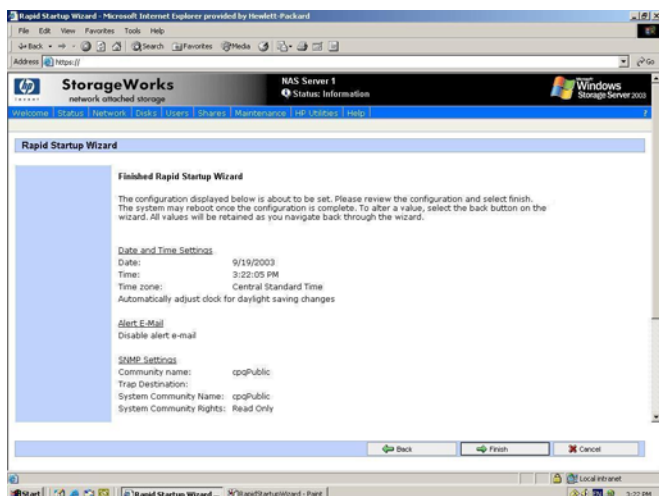 Rapid Startup Wizard - Microsoft Internet Explorer provided by Hewlett-Packard
File Edit View Favorites Tools Help
Back Search Favorites Media
Address https:// Go
hp invent
StorageWorks
network attached storage
NAS Server 1
Status: Information
Microsoft
Windows
Storage Server 2003
Welcome | Status | Network | Disks | Users | Shares | Maintenance | HP Utilities | Help | ?
Rapid Startup Wizard
Finished Rapid Startup Wizard
The configuration displayed below is about to be set. Please review the configuration and select finish.
The system may reboot once the configuration is complete. To alter a value, select the back button on the
wizard. All values will be retained as you navigate back through the wizard.
Date and Time Settings
Date: 9/19/2003
Time: 3:22:05 PM
Time zone: Central Standard Time
Automatically adjust clock for daylight saving changes
Alert E-Mail
Disable alert e-mail
SNMP Settings
Community name: cpqPublic
Trap Destination:
System Community Name: cpqPublic
System Community Rights: Read Only
Back Finish Cancel
Local intranet
Start Rapid Startup Wizard... RapidStartupWizard - Paint 3:22 PM